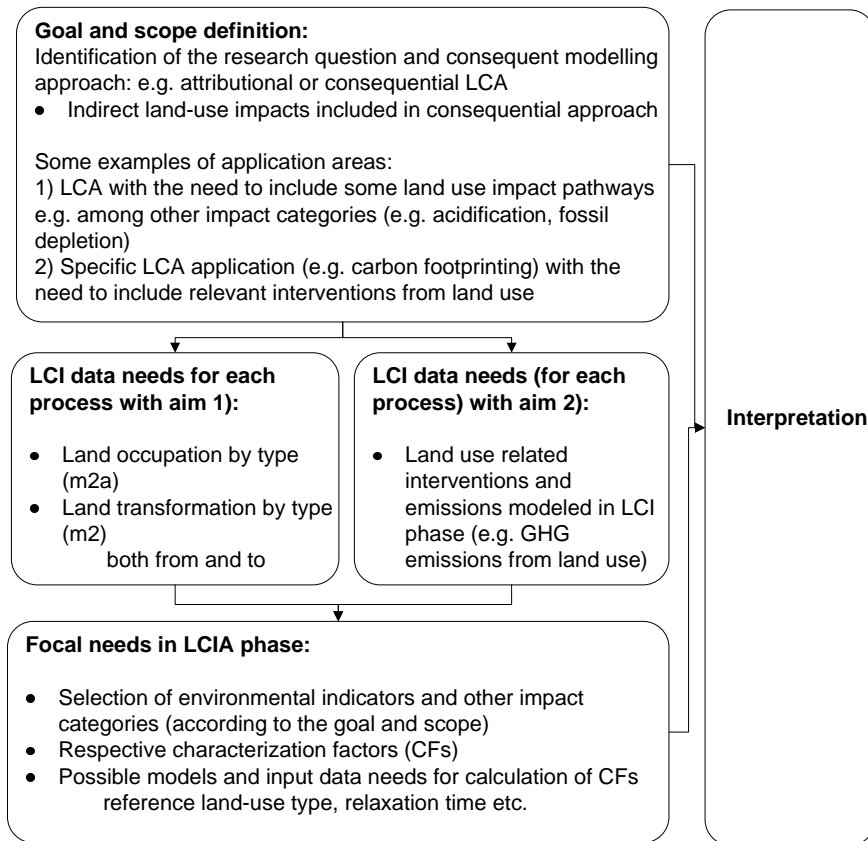 Goal and scope definition:
Identification of the research question and consequent modelling
approach: e.g. attributional or consequential LCA
● Indirect land-use impacts included in consequential approach
Some examples of application areas:
1) LCA with the need to include some land use impact pathways
e.g. among other impact categories (e.g. acidification, fossil
depletion)
2) Specific LCA application (e.g. carbon footprinting) with the
need to include relevant interventions from land use
LCI data needs for each
process with aim 1):
● Land occupation by type
(m2a)
● Land transformation by type
(m2)
both from and to
LCI data needs (for each
process) with aim 2):
● Land use related
interventions and
emissions modeled in LCI
phase (e.g. GHG
emissions from land use)
Focal needs in LCIA phase:
● Selection of environmental indicators and other impact
categories (according to the goal and scope)
● Respective characterization factors (CFs)
● Possible models and input data needs for calculation of CFs
reference land-use type, relaxation time etc.
Interpretation